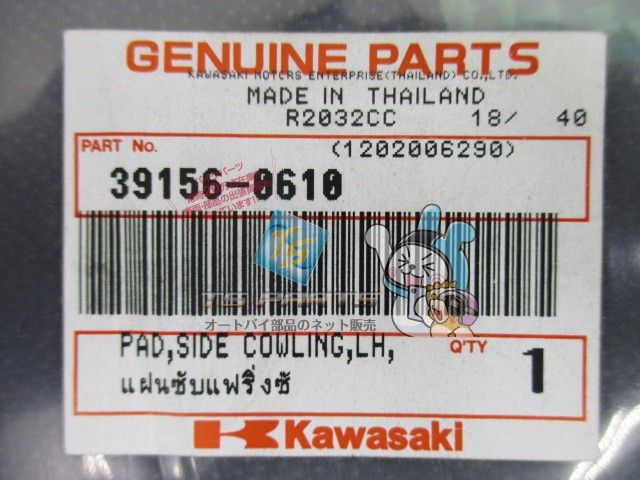 GENUINE PARTS
KAWASAKI MOTORS ENTERPRISE(THAILAND) CO.,LTD.
MADE IN THAILAND
R2032CC 18/ 40
PART No. (1202006290)
39156-0610
TS PARTS
オートバイ部品のネット販売
PAD,SIDE COWLING,LH,
Q'TY 1
แผ่นซับแฟริ่งซ้
Kawasaki